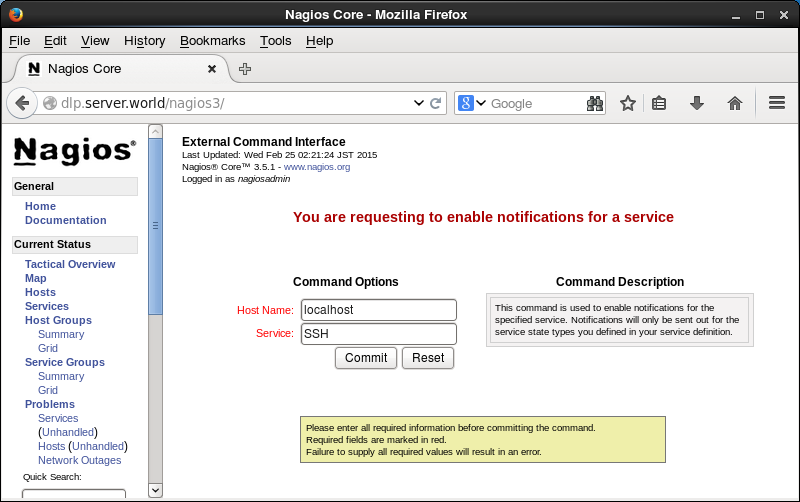 Nagios Core - Mozilla Firefox
File Edit View History Bookmarks Tools Help
Nagios Core
dlp.server.world/nagios3/
Google
Nagios®
General
Home
Documentation
Current Status
Tactical Overview
Map
Hosts
Services
Host Groups
Summary
Grid
Service Groups
Summary
Grid
Problems
Services
(Unhandled)
Hosts (Unhandled)
Network Outages
Quick Search:
External Command Interface
Last Updated: Wed Feb 25 02:21:24 JST 2015
Nagios® Core™ 3.5.1 - www.nagios.org
Logged in as nagiosadmin
You are requesting to enable notifications for a service
Command Options
Host Name: localhost
Service: SSH
Commit Reset
Command Description
This command is used to enable notifications for the
specified service. Notifications will only be sent out for the
service state types you defined in your service definition.
Please enter all required information before committing the command.
Required fields are marked in red.
Failure to supply all required values will result in an error.